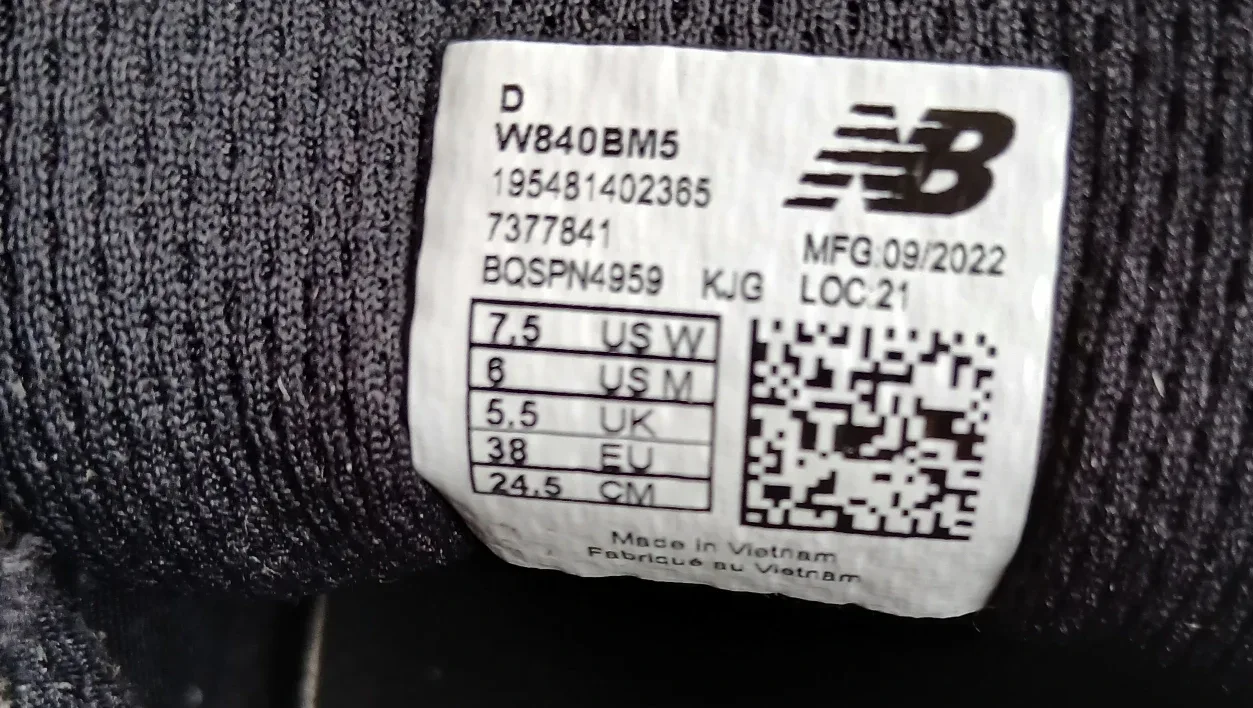 D
W840BM5
195481402365
7377841
BQSPN4959 KJG
NB
MFG:09/2022
LOC:21
7.5 US W
6 US M
5.5 UK
38 EU
24.5 CM
Made in Vietnam
Fabriqué au Vietnam